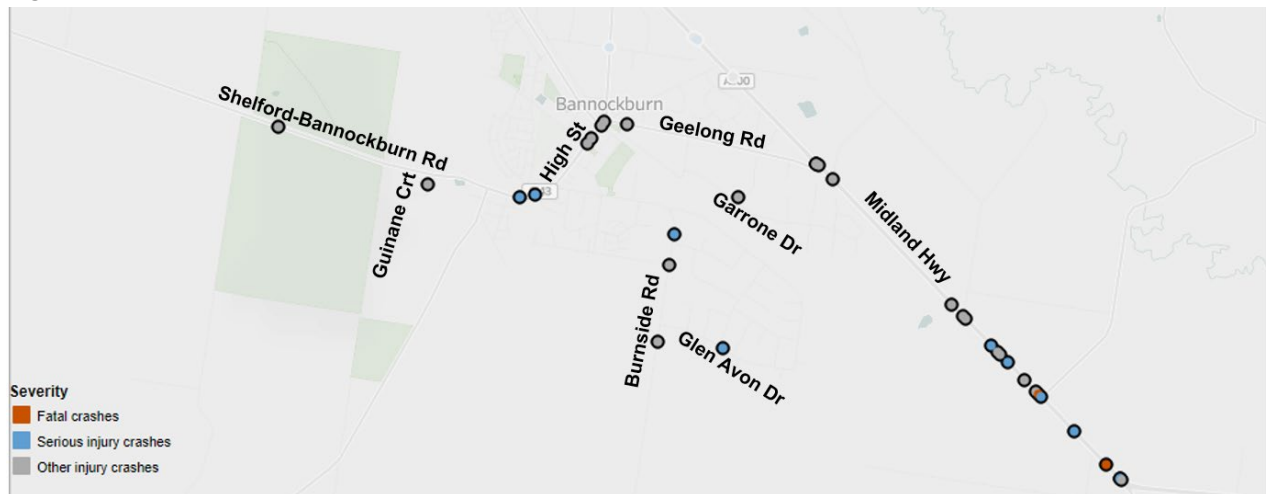 Bannockburn
Shelford-Bannockburn Rd
High St
Geelong Rd
Guinane Crt
Garrone Dr
Midland Hwy
Burnside Rd
Glen Avon Dr
Severity
Fatal crashes
Serious injury crashes
Other injury crashes